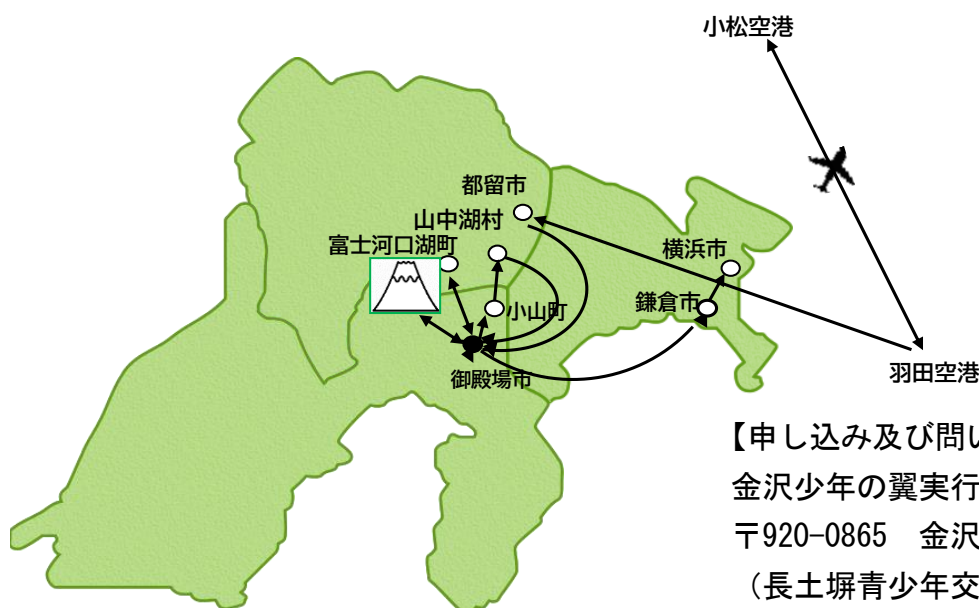 小松空港
都留市
山中湖村
富士河口湖町
横浜市
小山町
鎌倉市
御殿場市
羽田空港
【申し込み及び問い
金沢少年の翼実行
〒920-0865　金沢
（長土塀青少年交